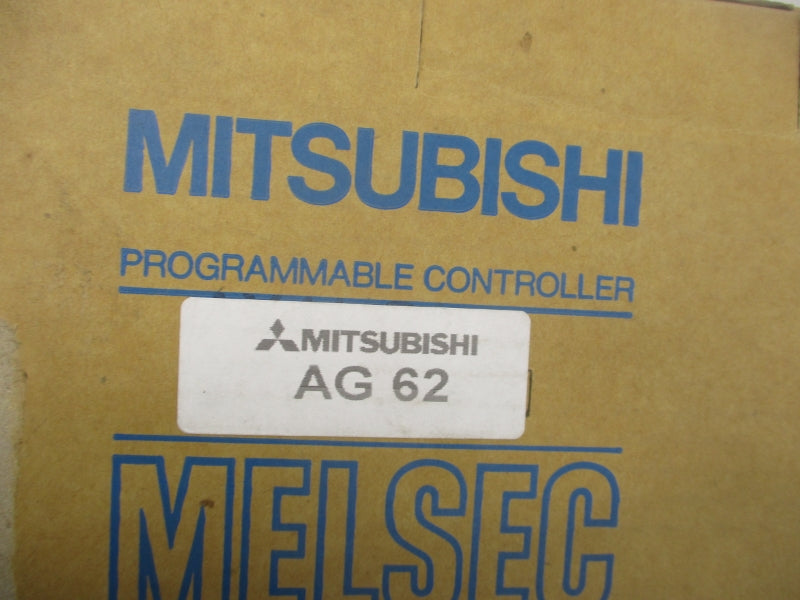 MITSUBISHI
PROGRAMMABLE CONTROLLER
MITSUBISHI
AG 62
MELSEC